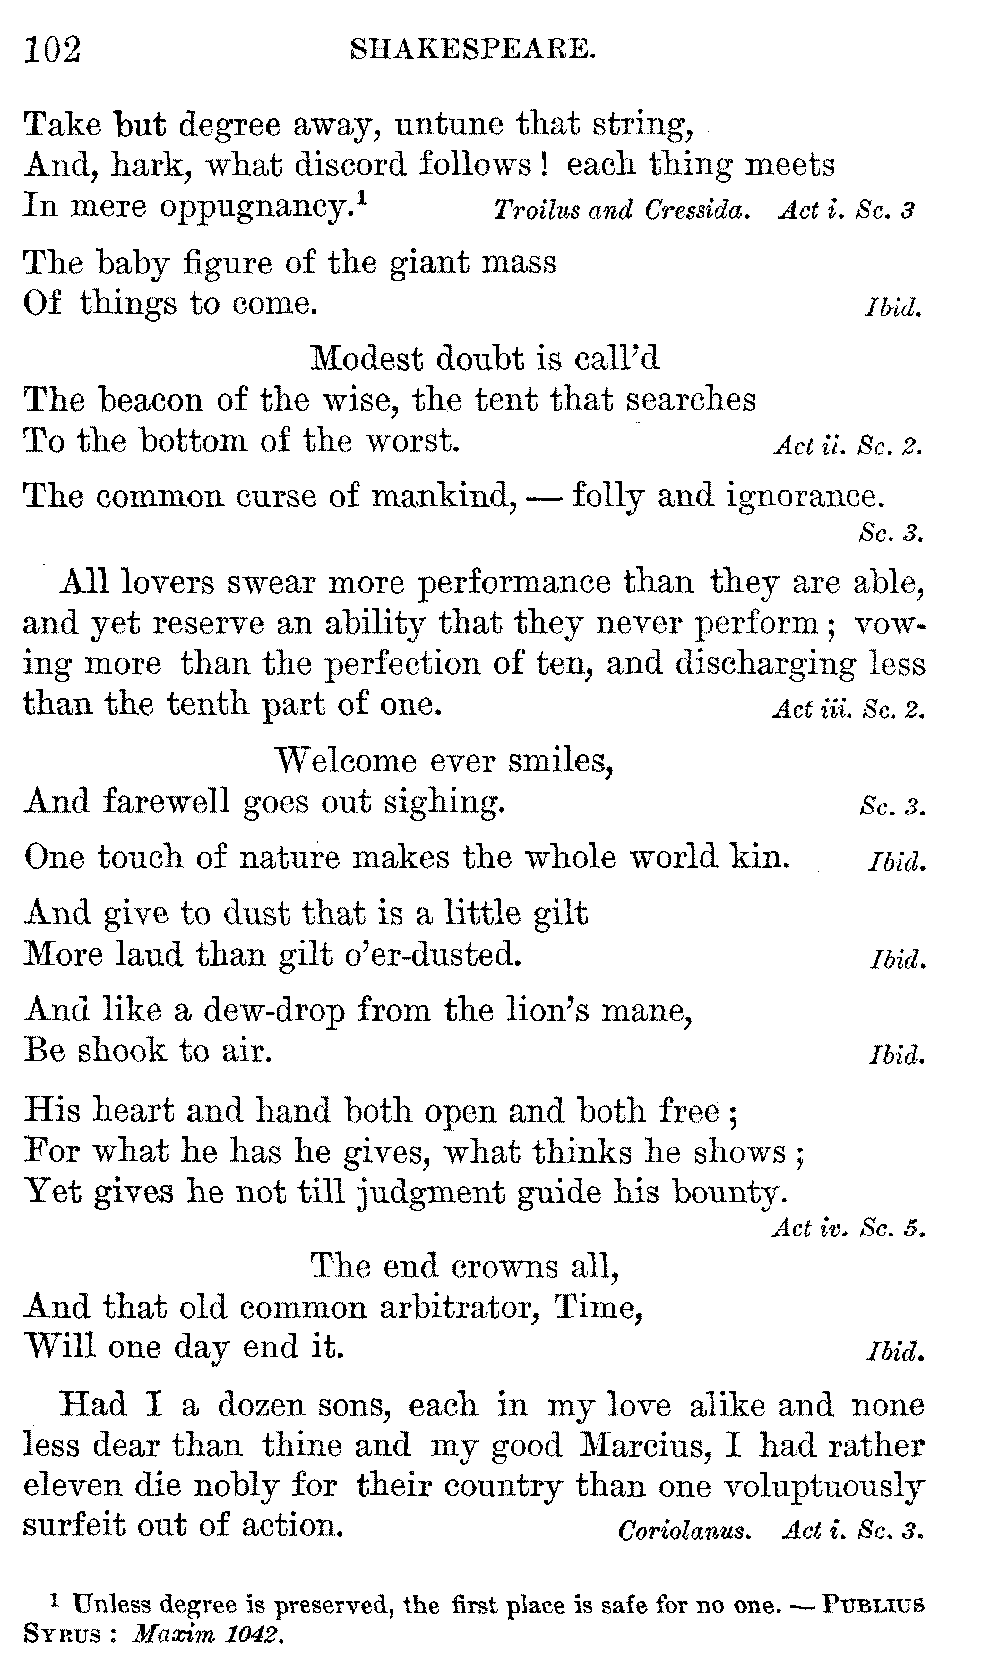 102 SHAKESPEARE.
Take but degree away, untune that string,
And, hark, what discord follows! each thing meets
In mere oppugnancy.¹ Troilus and Cressida. Act i. Sc. 3
The baby figure of the giant mass
Of things to come. Ibid.
Modest doubt is call'd
The beacon of the wise, the tent that searches
To the bottom of the worst. Act ii. Sc. 2.
The common curse of mankind, — folly and ignorance.
Sc. 3.
All lovers swear more performance than they are able,
and yet reserve an ability that they never perform; vow-
ing more than the perfection of ten, and discharging less
than the tenth part of one. Act iii. Sc. 2.
Welcome ever smiles,
And farewell goes out sighing. Sc. 3.
One touch of nature makes the whole world kin. Ibid.
And give to dust that is a little gilt
More laud than gilt o'er-dusted. Ibid.
And like a dew-drop from the lion's mane,
Be shook to air. Ibid.
His heart and hand both open and both free;
For what he has he gives, what thinks he shows;
Yet gives he not till judgment guide his bounty.
Act iv. Sc. 5.
The end crowns all,
And that old common arbitrator, Time,
Will one day end it. Ibid.
Had I a dozen sons, each in my love alike and none
less dear than thine and my good Marcius, I had rather
eleven die nobly for their country than one voluptuously
surfeit out of action. Coriolanus. Act i. Sc. 3.
¹ Unless degree is preserved, the first place is safe for no one. — PUBLIUS
SYRUS: Maxim 1042.